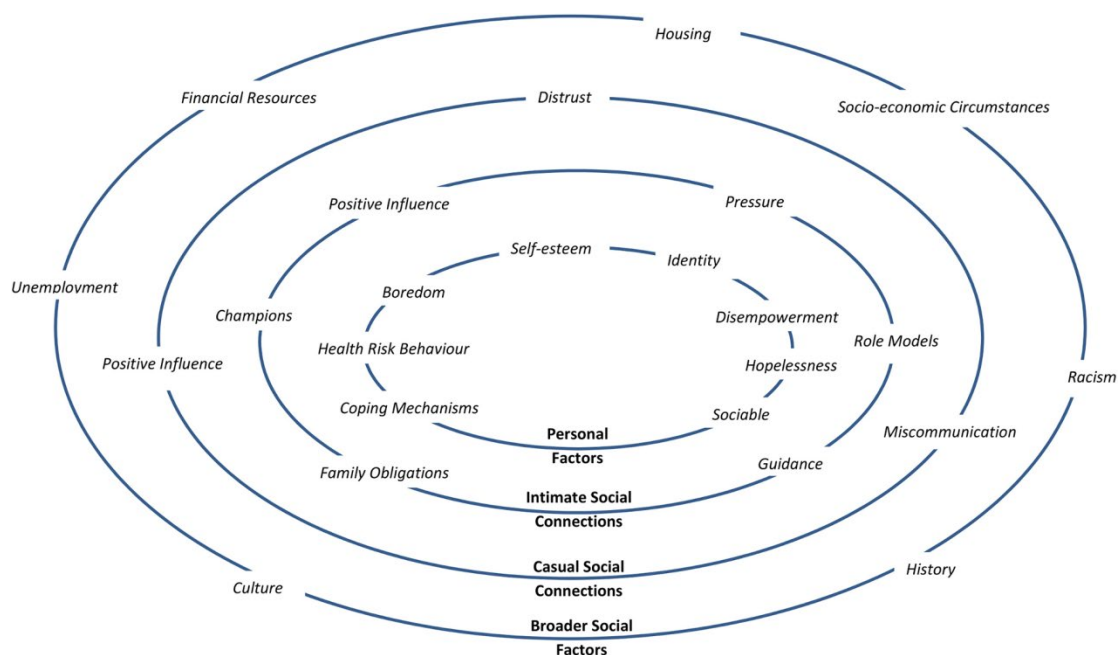 Housing
Financial Resources
Distrust
Socio-economic Circumstances
Positive Influence
Pressure
Self-esteem
Identity
Unemployment
Boredom
Champions
Disempowerment
Role Models
Health Risk Behaviour
Positive Influence
Hopelessness
Racism
Coping Mechanisms
Sociable
Personal
Factors
Miscommunication
Family Obligations
Guidance
Intimate Social
Connections
Casual Social
Connections
Culture
History
Broader Social
Factors